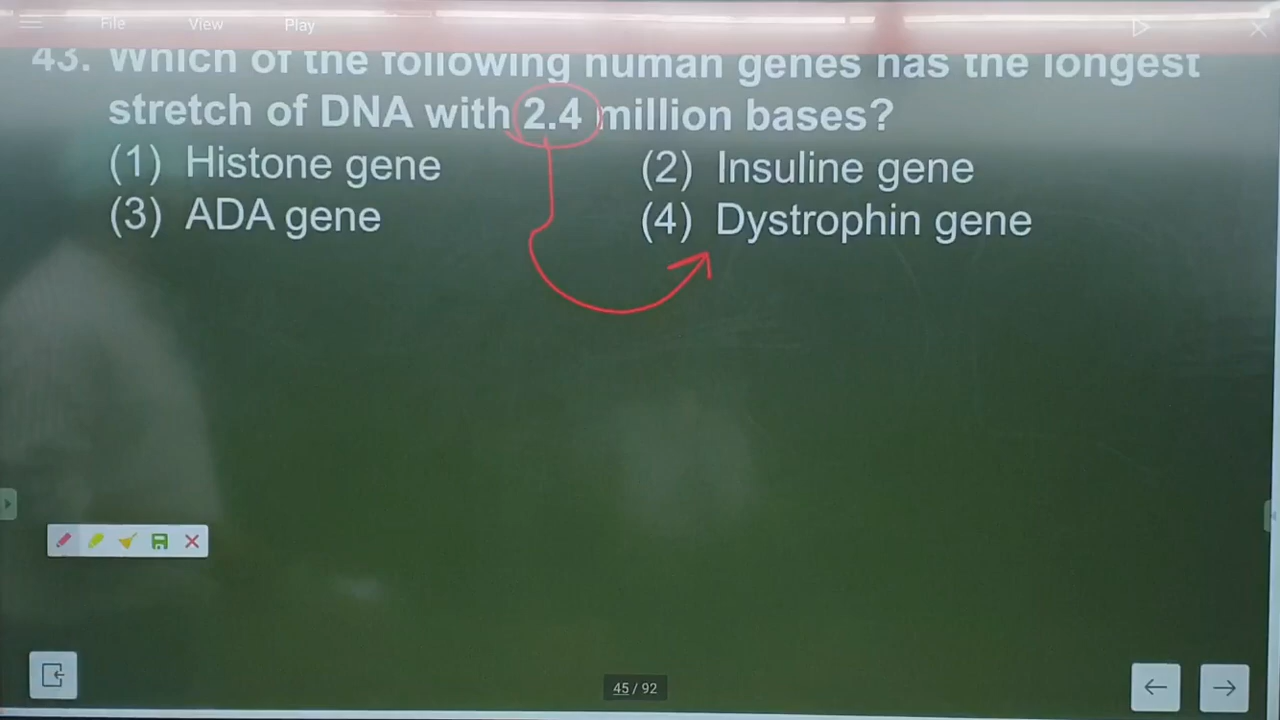 File View Play
43. Which of the following human genes has the longest
stretch of DNA with 2.4 million bases?
(1) Histone gene (2) Insuline gene
(3) ADA gene (4) Dystrophin gene
45 / 92